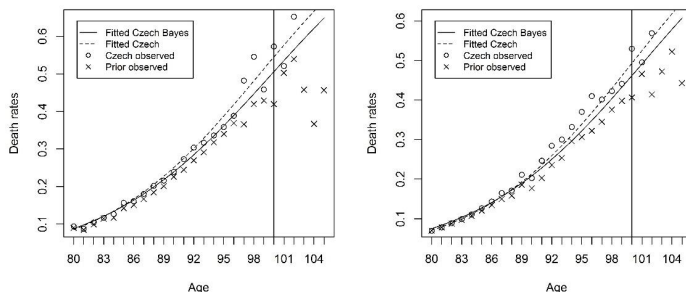 Fitted Czech Bayes
Fitted Czech
Czech observed
Prior observed
Death rates
0.6
0.5
0.4
0.3
0.2
0.1
80 83 86 89 92 95 98 101 104
Age
Fitted Czech Bayes
Fitted Czech
Czech observed
Prior observed
Death rates
0.6
0.5
0.4
0.3
0.2
0.1
80 83 86 89 92 95 98 101 104
Age